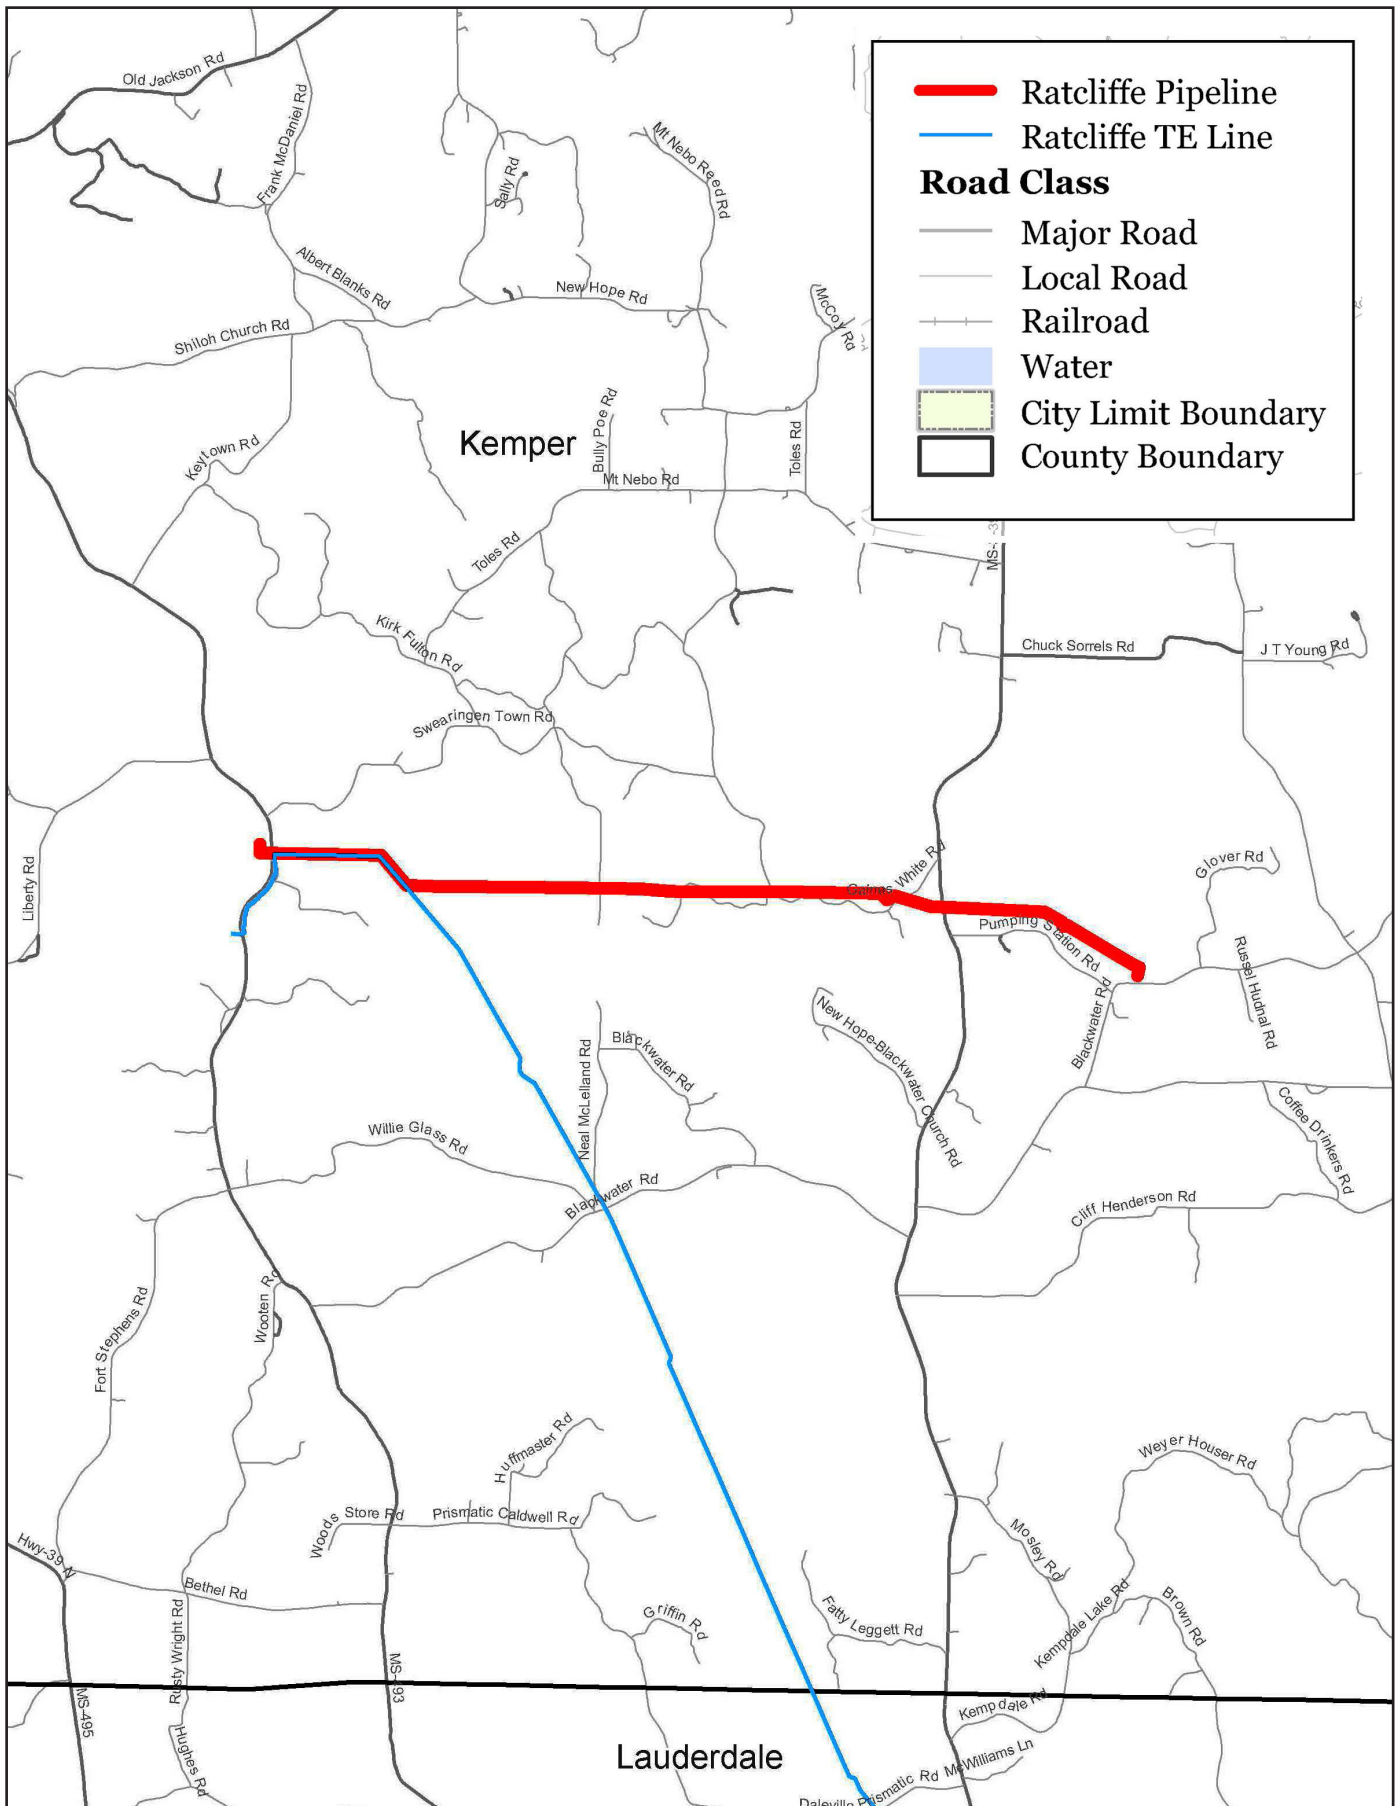 Ratcliffe Pipeline
Ratcliffe TE Line
Road Class
Major Road
Local Road
Railroad
Water
City Limit Boundary
County Boundary
Old Jackson Rd
Frank McDaniel Rd
Sally Rd
Mt Nebo Reed Rd
Albert Blanks Rd
New Hope Rd
McCoy Rd
Shiloh Church Rd
Keytown Rd
Kemper
Bully Poe Rd
Toles Rd
Mt Nebo Rd
Toles Rd
Kirk Fulton Rd
Chuck Sorrels Rd
J T Young Rd
Swearingen Town Rd
Liberty Rd
White Rd
Glover Rd
Pumping Station Rd
Russel Hudnal Rd
Blackwater Rd
New Hope-Blackwater Church Rd
Neal McLelland Rd
Blackwater Rd
Coffee Drinkers Rd
Willie Glass Rd
Blackwater Rd
Cliff Henderson Rd
Fort Stephens Rd
Wooten Rd
Huffmaster Rd
Weyer Houser Rd
Woods Store Rd
Prismatic Caldwell Rd
Mosley Rd
Hwy-39 N
Bethel Rd
Rusty Wright Rd
Griffin Rd
Fatty Leggett Rd
Kempdale Lake Rd
Brown Rd
MS-495
MS-493
Kempdale Rd
Hughes Rd
Lauderdale
McWilliams Ln
Daleville Prismatic Rd